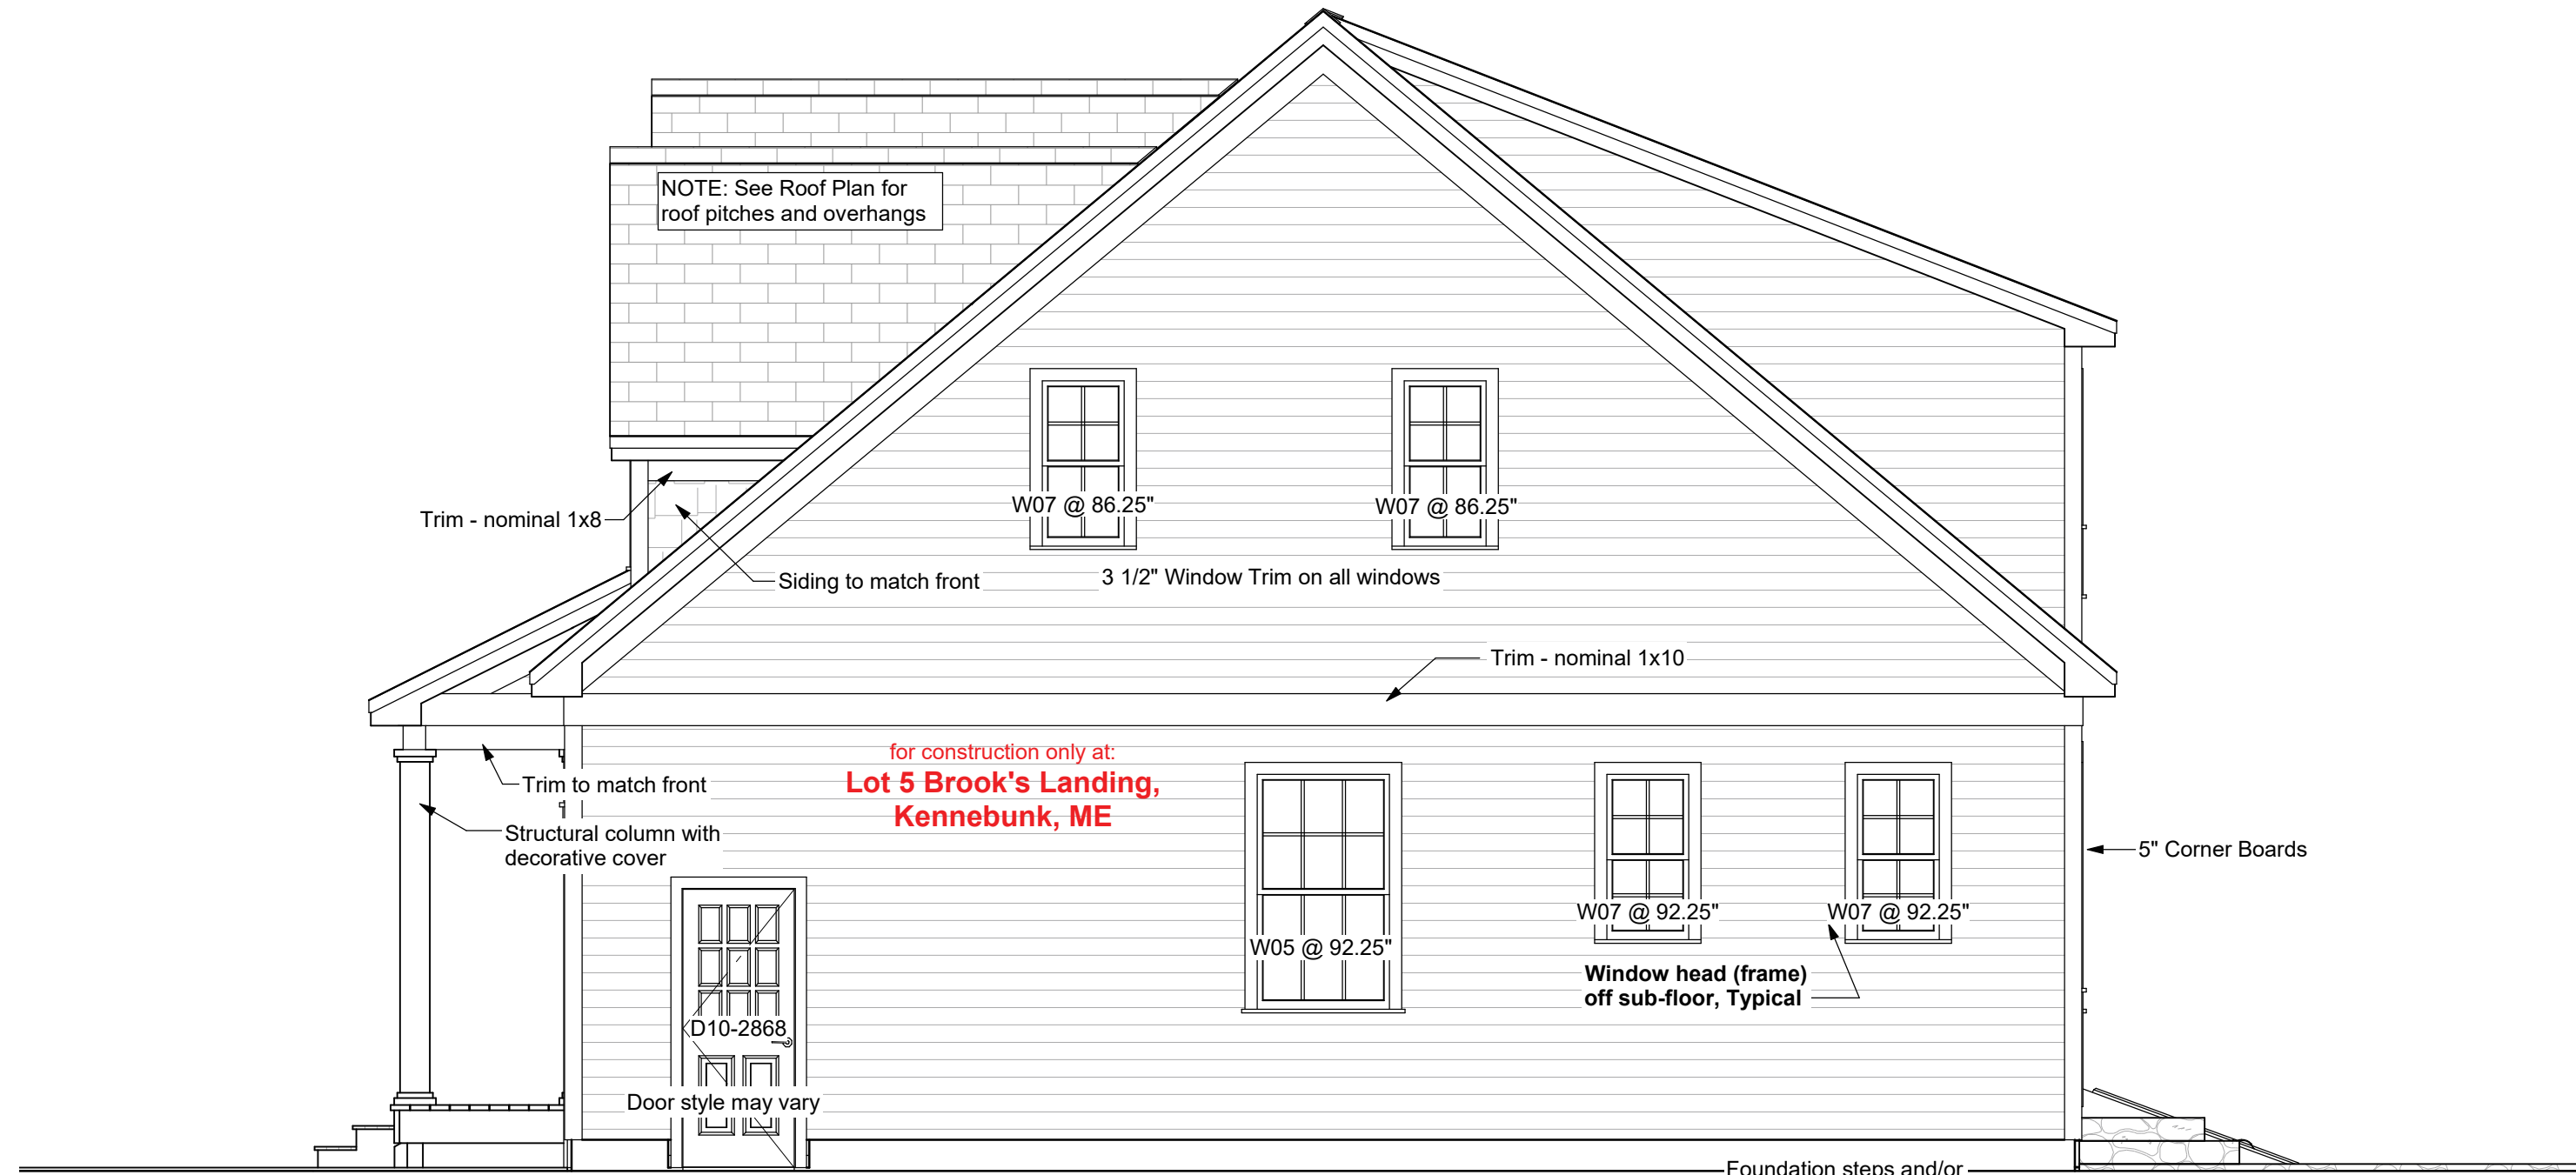 NOTE: See Roof Plan for
roof pitches and overhangs
Trim - nominal 1x8
W07 @ 86.25"
W07 @ 86.25"
Siding to match front
3 1/2" Window Trim on all windows
Trim - nominal 1x10
for construction only at:
Lot 5 Brook's Landing,
Kennebunk, ME
Trim to match front
Structural column with
decorative cover
5" Corner Boards
W07 @ 92.25"
W07 @ 92.25"
W05 @ 92.25"
Window head (frame)
off sub-floor, Typical
D10-2868
Door style may vary
Foundation steps and/or